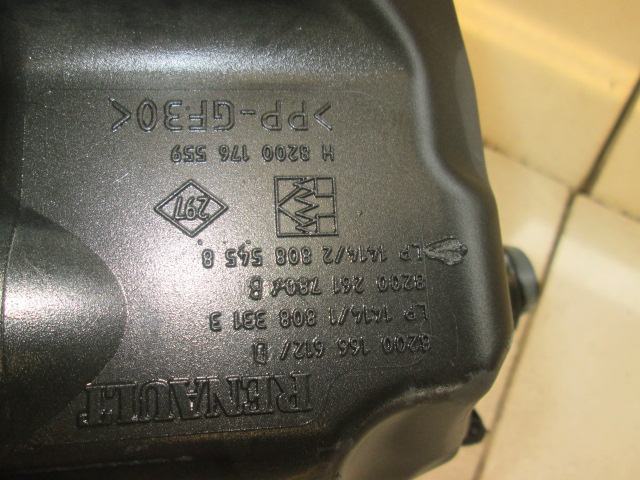 RENAULT
8200 166 612/ D
LP 1414/1 808 331 3
8200 261 780/ B
LP 1414/2 808 545 8
297
H 8200 176 559
>PP-GF30<